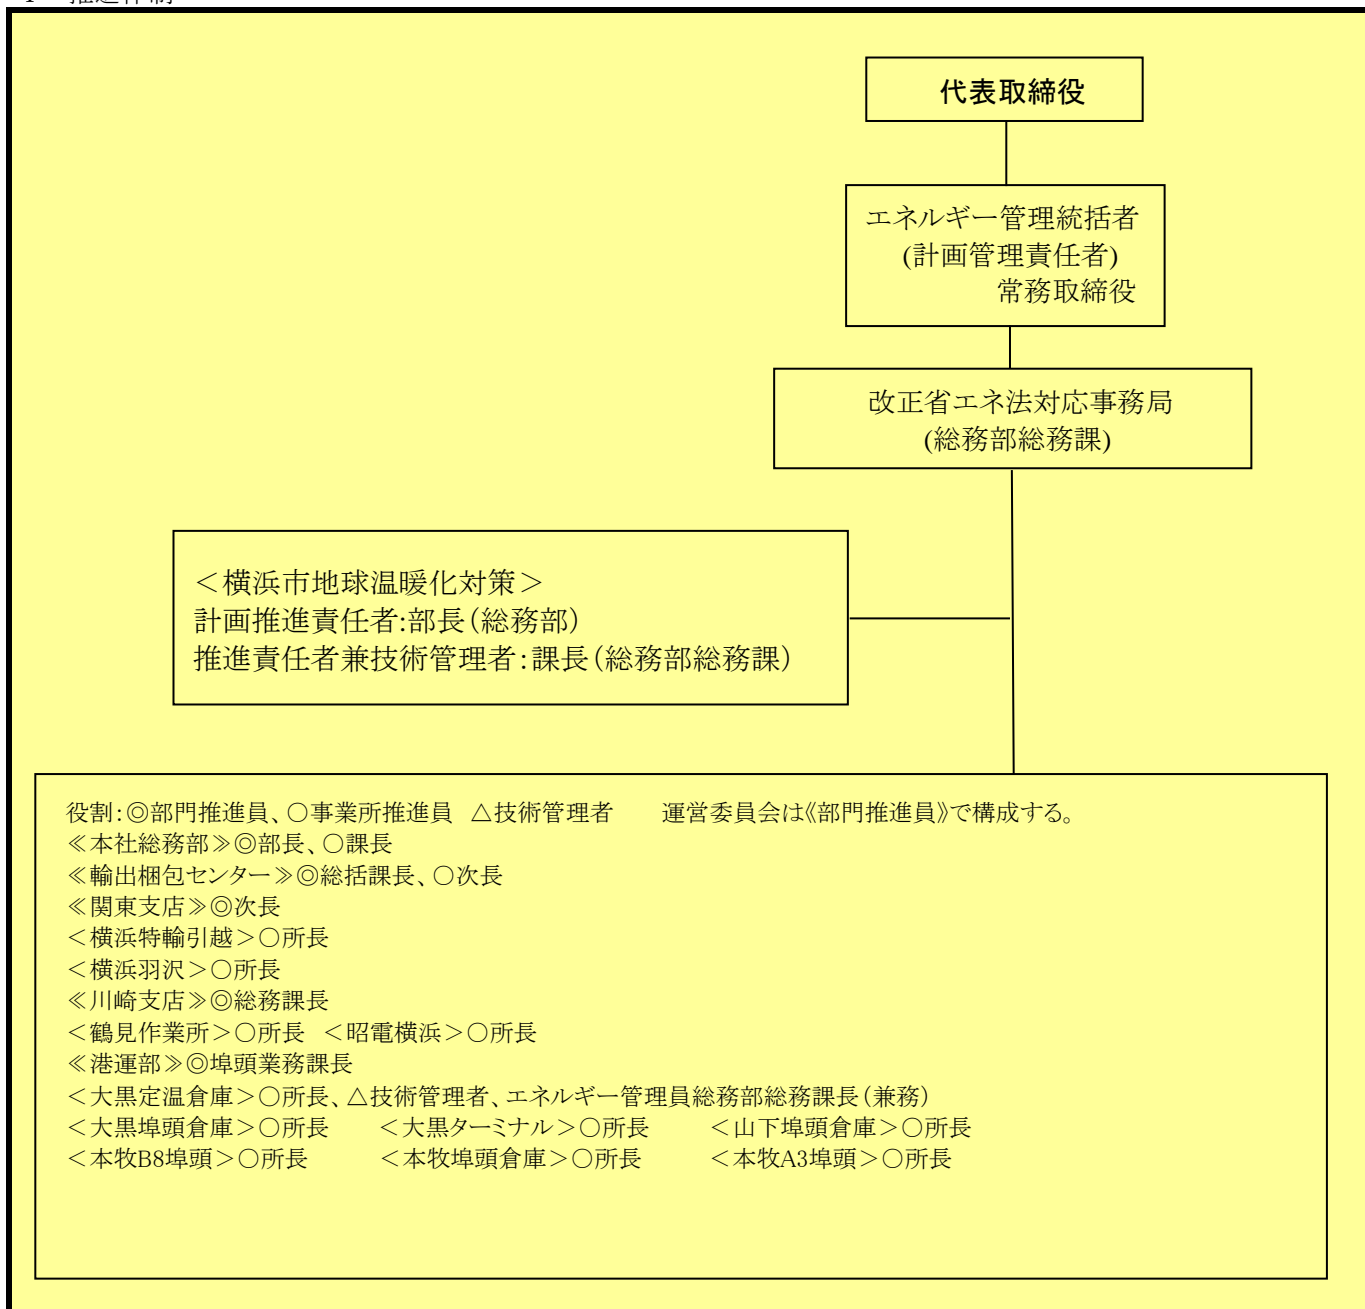 代表取締役
エネルギー管理統括者
(計画管理責任者)
常務取締役
改正省エネ法対応事務局
(総務部総務課)
＜横浜市地球温暖化対策＞
計画推進責任者:部長（総務部）
推進責任者兼技術管理者：課長（総務部総務課）
役割：◎部門推進員、○事業所推進員　△技術管理者　　運営委員会は《部門推進員》で構成する。
≪本社総務部≫◎部長、○課長
≪輸出梱包センター≫◎総括課長、○次長
≪関東支店≫◎次長
＜横浜特輸引越＞○所長
＜横浜羽沢＞○所長
≪川崎支店≫◎総務課長
＜鶴見作業所＞○所長　＜昭電横浜＞○所長
≪港運部≫◎埠頭業務課長
＜大黒定温倉庫＞○所長、△技術管理者、エネルギー管理員総務部総務課長（兼務）
＜大黒埠頭倉庫＞○所長　　＜大黒ターミナル＞○所長　　＜山下埠頭倉庫＞○所長
＜本牧B8埠頭＞○所長　　　＜本牧埠頭倉庫＞○所長　　　＜本牧A3埠頭＞○所長